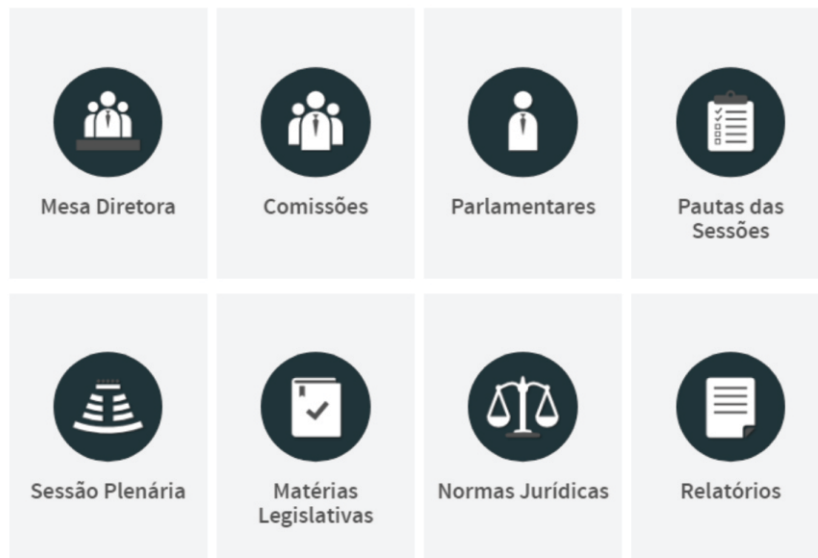 Mesa Diretora
Comissões
Parlamentares
Pautas das
Sessões
Sessão Plenária
Matérias
Legislativas
Normas Jurídicas
Relatórios